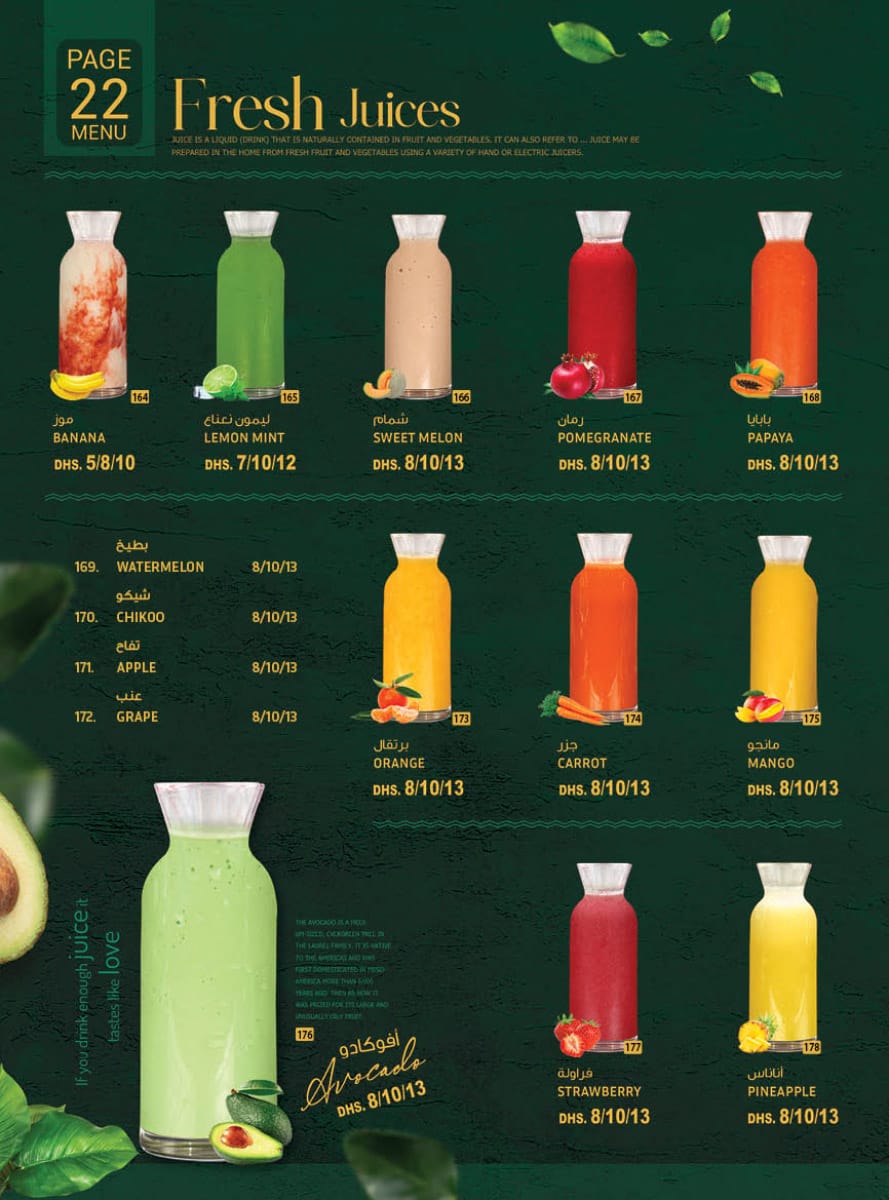 PAGE
22
MENU
Fresh Juices
JUICE IS A LIQUID (DRINK) THAT IS NATURALLY CONTAINED IN FRUIT AND VEGETABLES. IT CAN ALSO REFER TO ... JUICE MAY BE
PREPARED IN THE HOME FROM FRESH FRUIT AND VEGETABLES USING A VARIETY OF HAND OR ELECTRIC JUICERS.
164
موز
BANANA
DHS. 5/8/10
165
ليمون نعناع
LEMON MINT
DHS. 7/10/12
166
شمام
SWEET MELON
DHS. 8/10/13
167
رمان
POMEGRANATE
DHS. 8/10/13
168
بابايا
PAPAYA
DHS. 8/10/13
بطيخ
169. WATERMELON 8/10/13
شيكو
170. CHIKOO 8/10/13
تفاح
171. APPLE 8/10/13
عنب
172. GRAPE 8/10/13
173
برتقال
ORANGE
DHS. 8/10/13
174
جزر
CARROT
DHS. 8/10/13
175
مانجو
MANGO
DHS. 8/10/13
If you drink enough juice it
tastes like love
THE AVOCADO IS A
EVERGREEN TREE IN
THE LAUREL FAMILY. IT IS NATIVE
TO THE AMERICAS AND WAS
FIRST DOMESTICATED IN MESO
AMERICA MORE THAN
YEARS AGO. THEN AS NOW IT
WAS PRIZED FOR ITS LARGE AND
UNUSUALLY OILY FRUIT.
176
أفوكادو
Avocado
DHS. 8/10/13
177
فراولة
STRAWBERRY
DHS. 8/10/13
178
أناناس
PINEAPPLE
DHS. 8/10/13